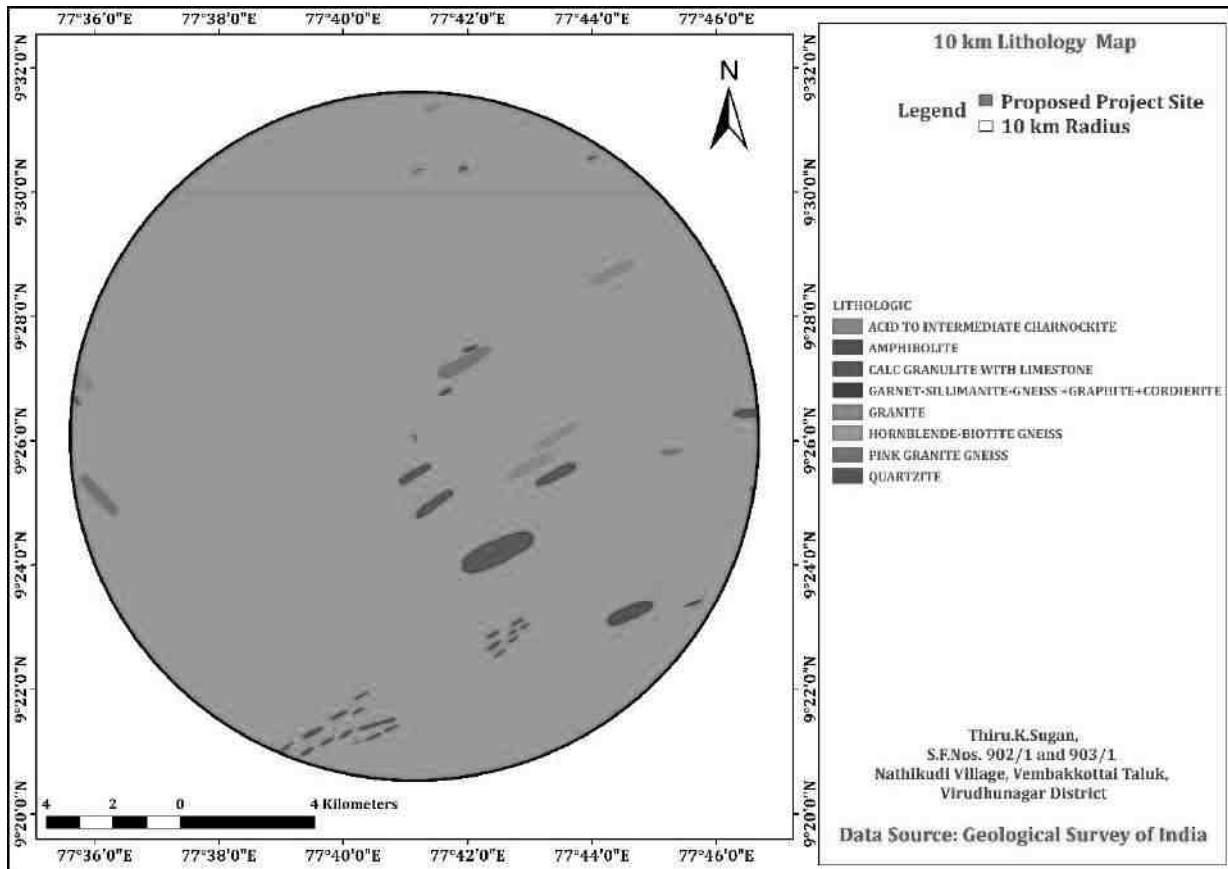 77°36'0"E 77°38'0"E 77°40'0"E 77°42'0"E 77°44'0"E 77°46'0"E
10 km Lithology Map
N
Legend
Proposed Project Site
10 km Radius
9°32'0"N 9°32'0"N
9°30'0"N 9°30'0"N
9°28'0"N 9°28'0"N
LITHOLOGIC
ACID TO INTERMEDIATE CHARNOCKITE
AMPHIBOLITE
CALC GRANULITE WITH LIMESTONE
GARNET-SILLIMANITE-GNEISS +GRAPHITE+CORDIERITE
GRANITE
HORNBLENDE-BIOTITE GNEISS
PINK GRANITE GNEISS
QUARTZITE
9°26'0"N 9°26'0"N
9°24'0"N 9°24'0"N
9°22'0"N 9°22'0"N
9°20'0"N 9°20'0"N
Thiru.K.Sugan,
S.F.Nos. 902/1 and 903/1
Nathikudi Village, Vembakkottai Taluk,
Virudhunagar District
Data Source: Geological Survey of India
4 2 0 4 Kilometers
77°36'0"E 77°38'0"E 77°40'0"E 77°42'0"E 77°44'0"E 77°46'0"E